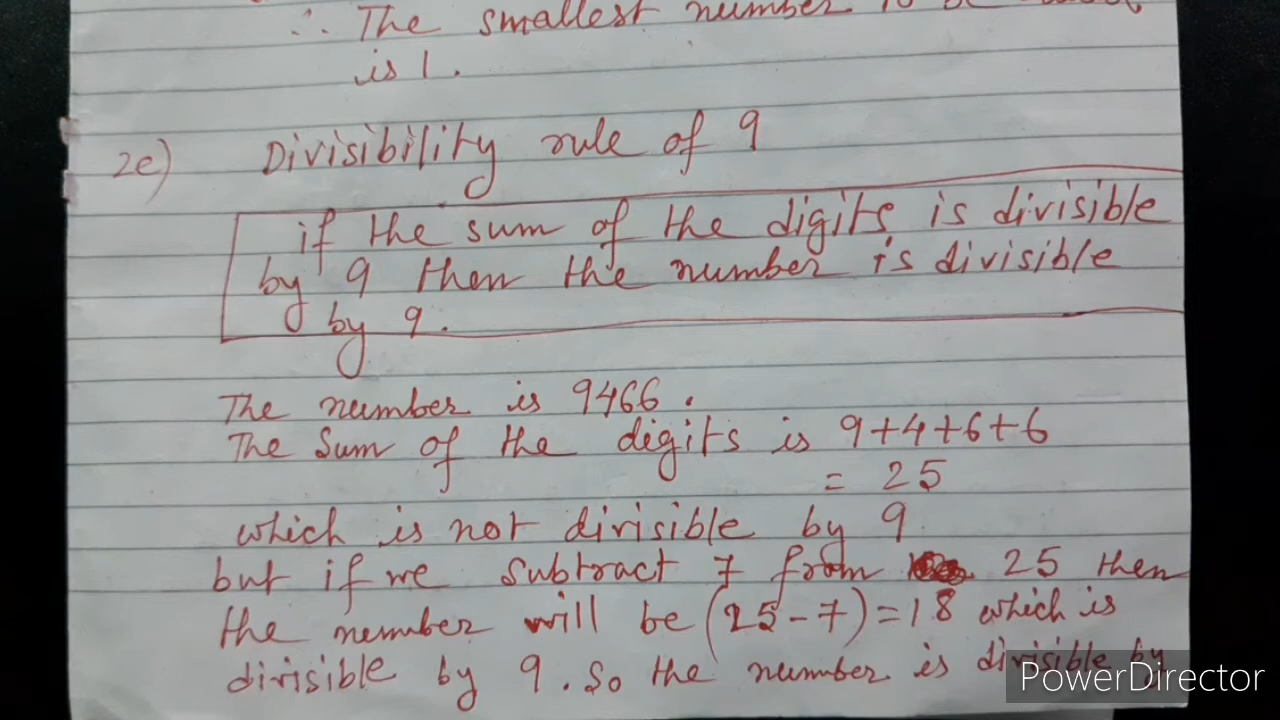 ∴ The smallest number
is 1.
2e) Divisibility rule of 9
if the sum of the digits is divisible
by 9 then the number is divisible
by 9.
The number is 9466.
The Sum of the digits is 9+4+6+6
= 25
which is not divisible by 9
but if we subtract 7 from 25 then
the number will be (25-7)=18 which is
divisible by 9. So the number is divisible by
PowerDirector